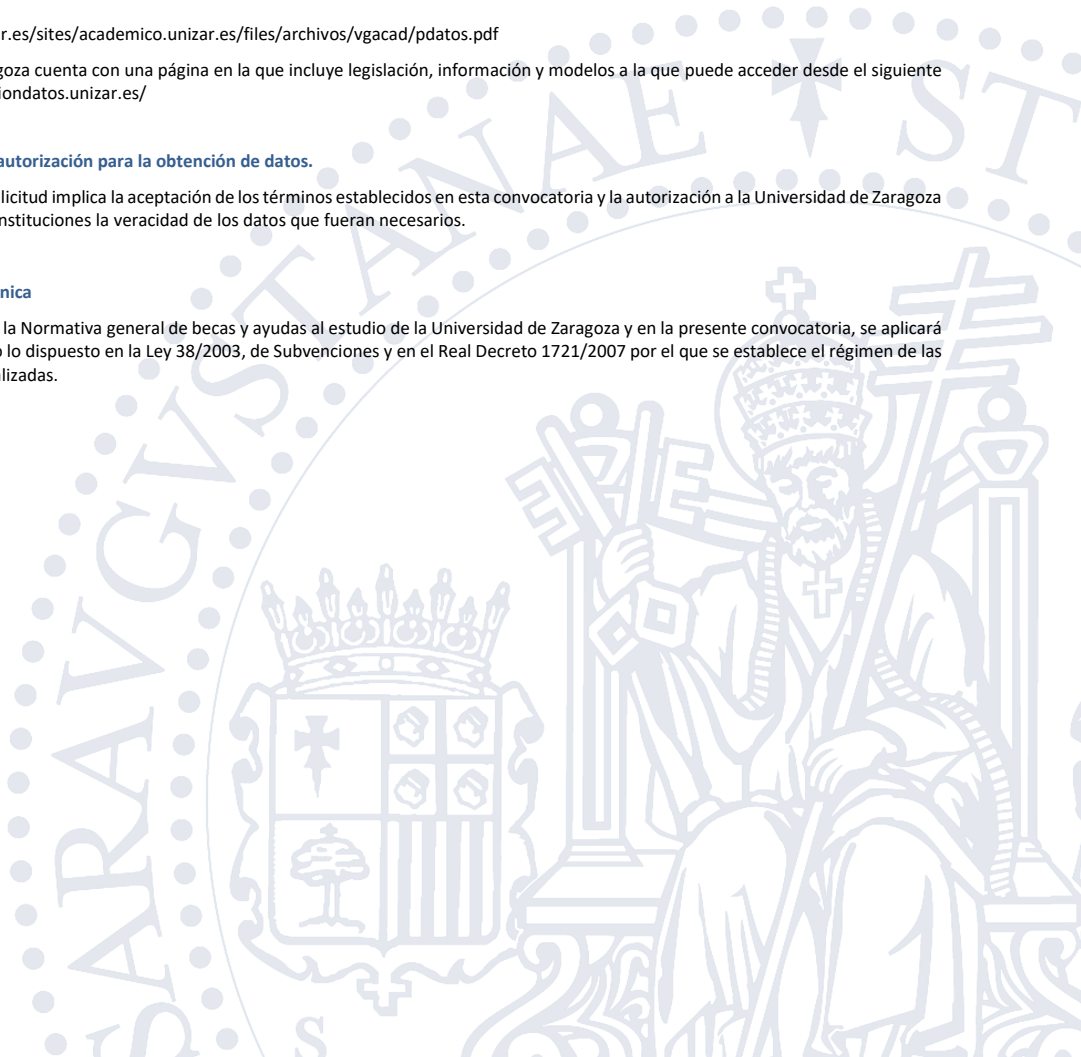 r.es/sites/academico.unizar.es/files/archivos/vgacad/pdatos.pdf
goza cuenta con una página en la que incluye legislación, información y modelos a la que puede acceder desde el siguiente
iondatos.unizar.es/
autorización para la obtención de datos.
licitud implica la aceptación de los términos establecidos en esta convocatoria y la autorización a la Universidad de Zaragoza
nstituciones la veracidad de los datos que fueran necesarios.
nica
la Normativa general de becas y ayudas al estudio de la Universidad de Zaragoza y en la presente convocatoria, se aplicará
o lo dispuesto en la Ley 38/2003, de Subvenciones y en el Real Decreto 1721/2007 por el que se establece el régimen de las
alizadas.
SARAVGVSTANAE ST
S